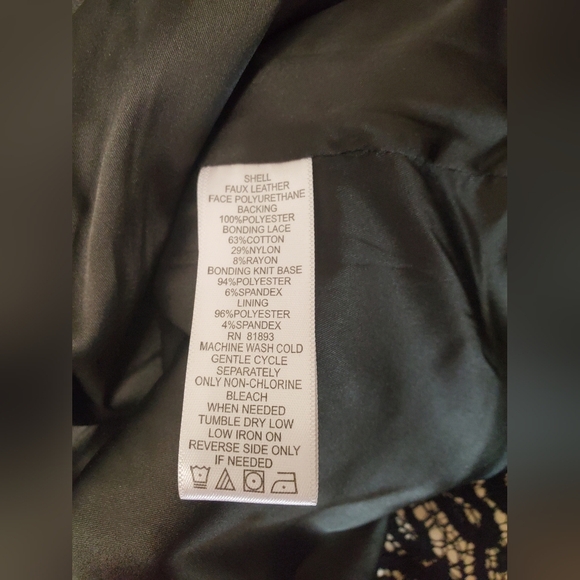 SHELL
FAUX LEATHER
FACE POLYURETHANE
BACKING
100%POLYESTER
BONDING LACE
63%COTTON
29%NYLON
8%RAYON
BONDING KNIT BASE
94%POLYESTER
6%SPANDEX
LINING
96%POLYESTER
4%SPANDEX
RN 81893
MACHINE WASH COLD
GENTLE CYCLE
SEPARATELY
ONLY NON-CHLORINE
BLEACH
WHEN NEEDED
TUMBLE DRY LOW
LOW IRON ON
REVERSE SIDE ONLY
IF NEEDED